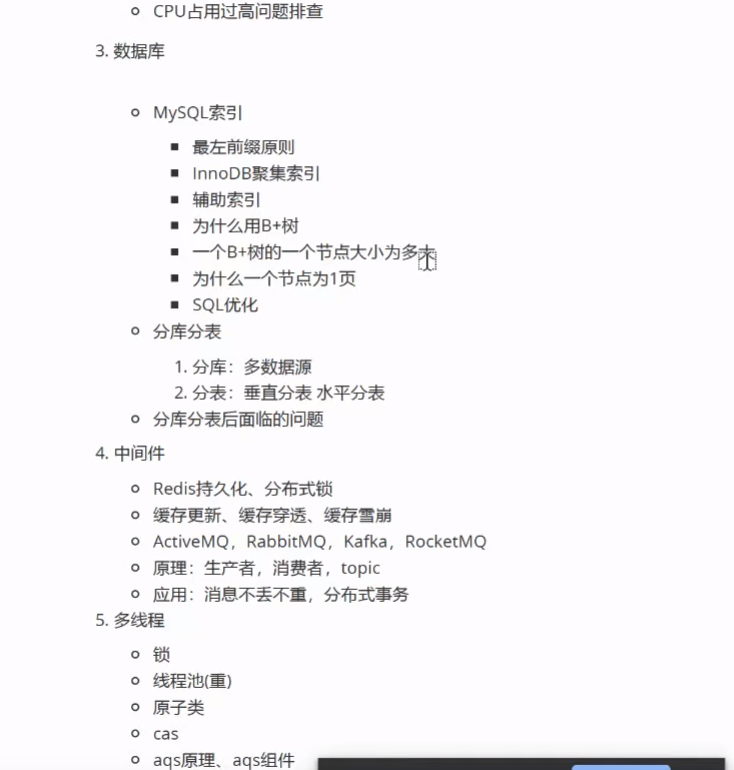 CPU占用过高问题排查
3. 数据库
MySQL索引
最左前缀原则
InnoDB聚集索引
辅助索引
为什么用B+树
一个B+树的一个节点大小为多大
为什么一个节点为1页
SQL优化
分库分表
1. 分库：多数据源
2. 分表：垂直分表 水平分表
分库分表后面临的问题
4. 中间件
Redis持久化、分布式锁
缓存更新、缓存穿透、缓存雪崩
ActiveMQ，RabbitMQ，Kafka，RocketMQ
原理：生产者，消费者，topic
应用：消息不丢不重，分布式事务
5. 多线程
锁
线程池(重)
原子类
cas
aqs原理、aqs组件